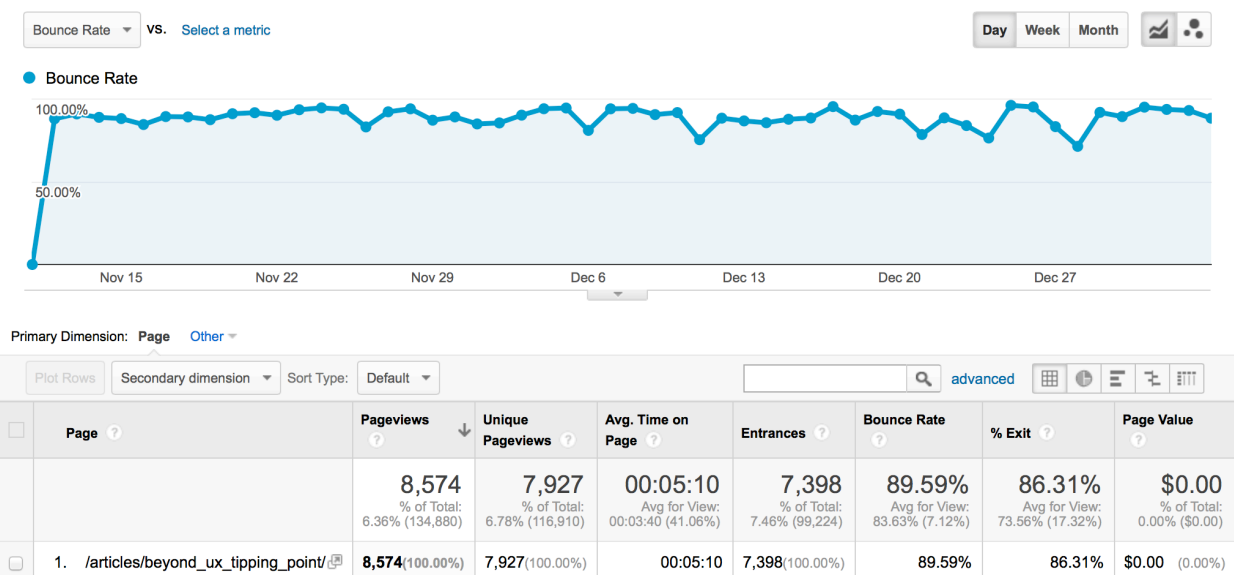 Bounce Rate VS. Select a metric Day Week Month
Bounce Rate
100.00%
50.00%
Nov 15 Nov 22 Nov 29 Dec 6 Dec 13 Dec 20 Dec 27
Primary Dimension: Page Other
Plot Rows Secondary dimension Sort Type: Default advanced
Page ? Pageviews ? Unique Pageviews ? Avg. Time on Page ? Entrances ? Bounce Rate ? % Exit ? Page Value ?
8,574 7,927 00:05:10 7,398 89.59% 86.31% $0.00
% of Total: % of Total: Avg for View: % of Total: Avg for View: Avg for View: % of Total:
6.36% (134,880) 6.78% (116,910) 00:03:40 (41.06%) 7.46% (99,224) 83.63% (7.12%) 73.56% (17.32%) 0.00% ($0.00)
1. /articles/beyond_ux_tipping_point/ 8,574(100.00%) 7,927(100.00%) 00:05:10 7,398(100.00%) 89.59% 86.31% $0.00 (0.00%)